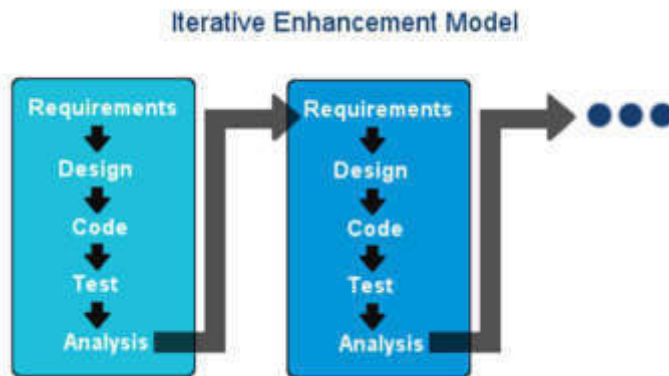 Iterative Enhancement Model
Requirements
Design
Code
Test
Analysis
Requirements
Design
Code
Test
Analysis